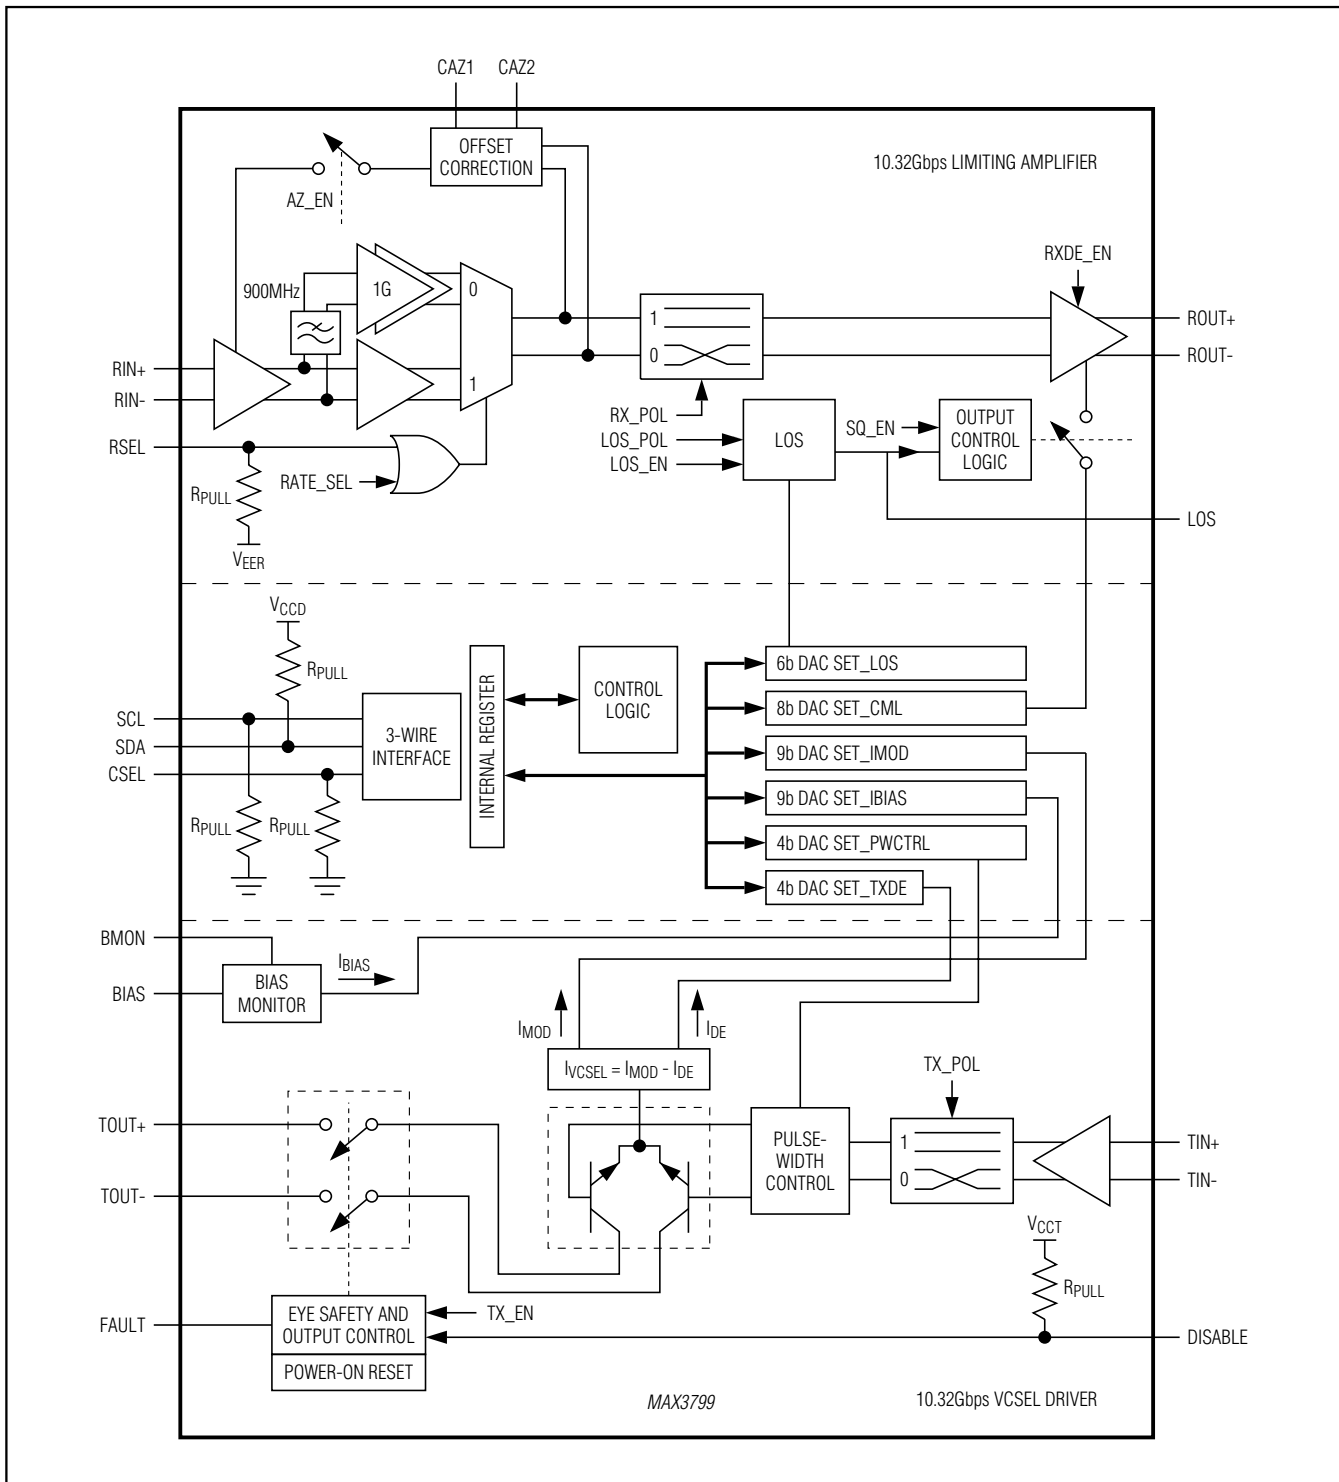 CAZ1 CAZ2
OFFSET
CORRECTION
10.32Gbps LIMITING AMPLIFIER
AZ_EN
RXDE_EN
900MHz
1G
0
1
1
0
ROUT+
ROUT-
RIN+
RIN-
RX_POL
LOS_POL
LOS_EN
LOS
SQ_EN
OUTPUT
CONTROL
LOGIC
RSEL
RATE_SEL
RPULL
VEER
LOS
VCCD
RPULL
SCL
SDA
CSEL
3-WIRE
INTERFACE
INTERNAL REGISTER
CONTROL
LOGIC
RPULL
RPULL
6b DAC SET_LOS
8b DAC SET_CML
9b DAC SET_IMOD
9b DAC SET_IBIAS
4b DAC SET_PWCTRL
4b DAC SET_TXDE
BMON
BIAS
BIAS
MONITOR
IBIAS
IMOD
IDE
IVCSEL = IMOD - IDE
TX_POL
TOUT+
TOUT-
PULSE-
WIDTH
CONTROL
1
0
TIN+
TIN-
VCCT
RPULL
FAULT
EYE SAFETY AND
OUTPUT CONTROL
TX_EN
DISABLE
POWER-ON RESET
MAX3799
10.32Gbps VCSEL DRIVER